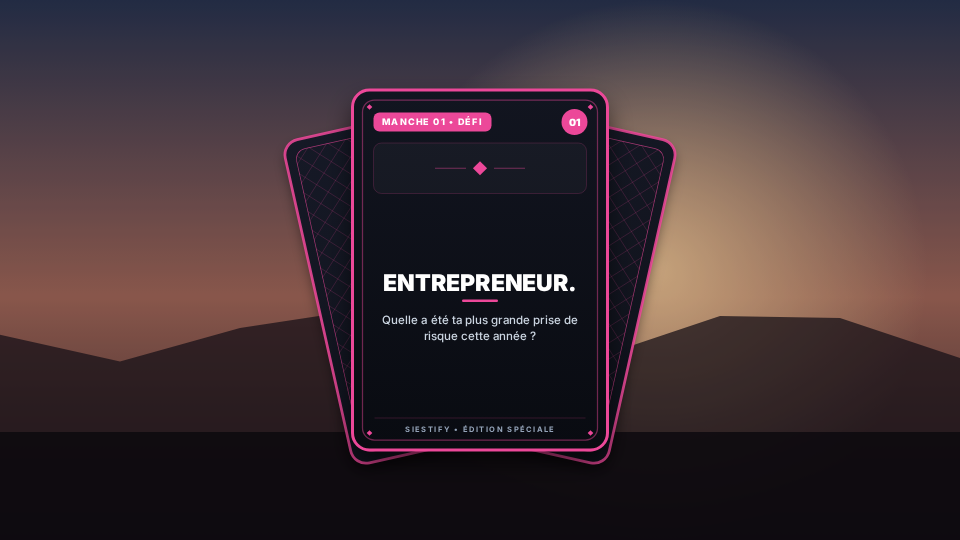 MANCHE 01 • DÉFI
01
ENTREPRENEUR.
Quelle a été ta plus grande prise de
risque cette année ?
SIESTIFY • ÉDITION SPÉCIALE